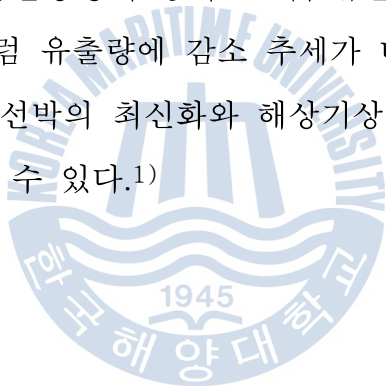 럼 유출량에 감소 추세가
선박의 최신화와 해상기상
수 있다.1)
KOREA MARITIME UNIVERSITY
1945
한국해양대학교